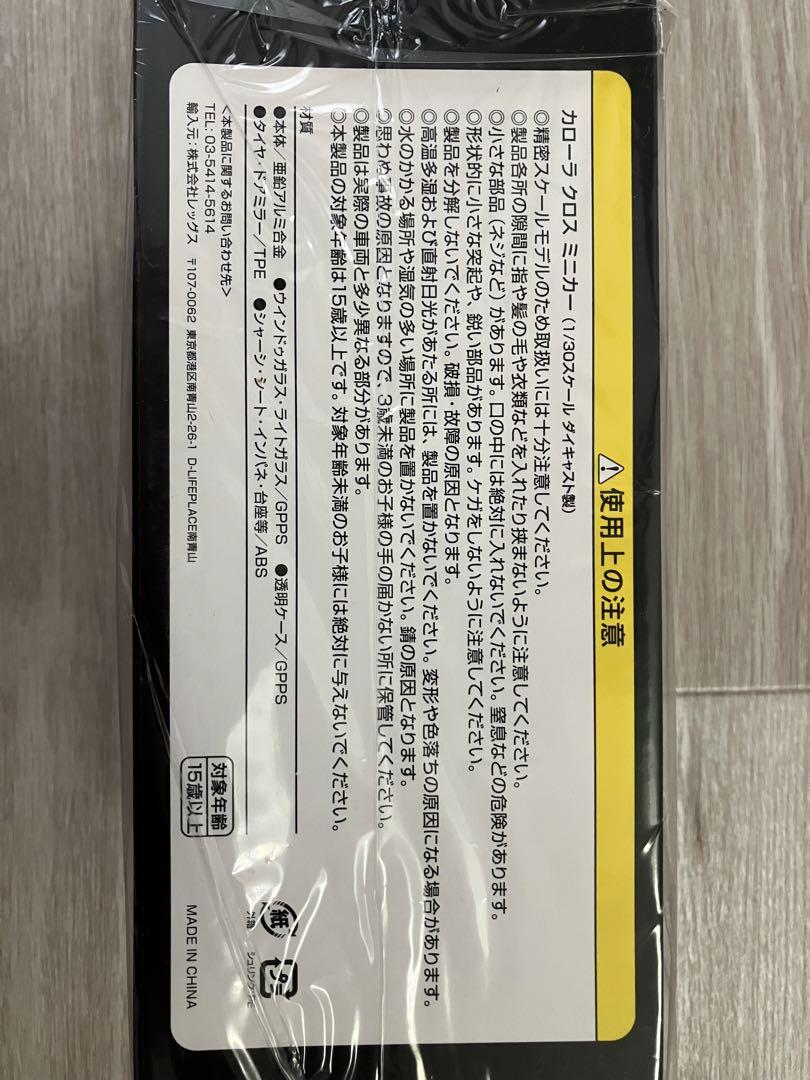 使用上の注意
カローラ クロス ミニカー（1/30スケール ダイキャスト製）
◎精密スケールモデルのため取扱いには十分注意してください。
◎製品各所の隙間に指や髪の毛や衣類などを入れたり挟まないように注意してください。
◎小さな部品（ネジなど）があります。口の中には絶対に入れないでください。窒息などの危険があります。
◎形状的に小さな突起や、鋭い部品があります。ケガをしないように注意してください。
◎製品を分解しないでください。破損、故障の原因となります。
◎高温多湿および直射日光があたる所には、製品を置かないでください。変形や色落ちの原因になる場合があります。
◎水のかかる場所や湿気の多い場所に製品を置かないでください。錆の原因となります。
◎思わぬ事故の原因となりますので、3歳未満のお子様の手の届かない所に保管してください。
◎製品は実際の車両と多少異なる部分があります。
◎本製品の対象年齢は15歳以上です。対象年齢未満のお子様には絶対に与えないでください。
材質
●本体／亜鉛アルミ合金 ●ウインドゥガラス・ライトガラス／GPPS ●透明ケース／GPPS
●タイヤ・ドアミラー／TPE ●シャーシ・シート・インパネ・台座等／ABS
＜本製品に関するお問い合わせ先＞
TEL: 03-5414-5614
輸入元：株式会社レッグス 〒107-0062 東京都港区南青山2-26-1 D-LIFEPLACE南青山
対象年齢
15歳以上
紙
外箱
プラ
シュリンク:PE
MADE IN CHINA